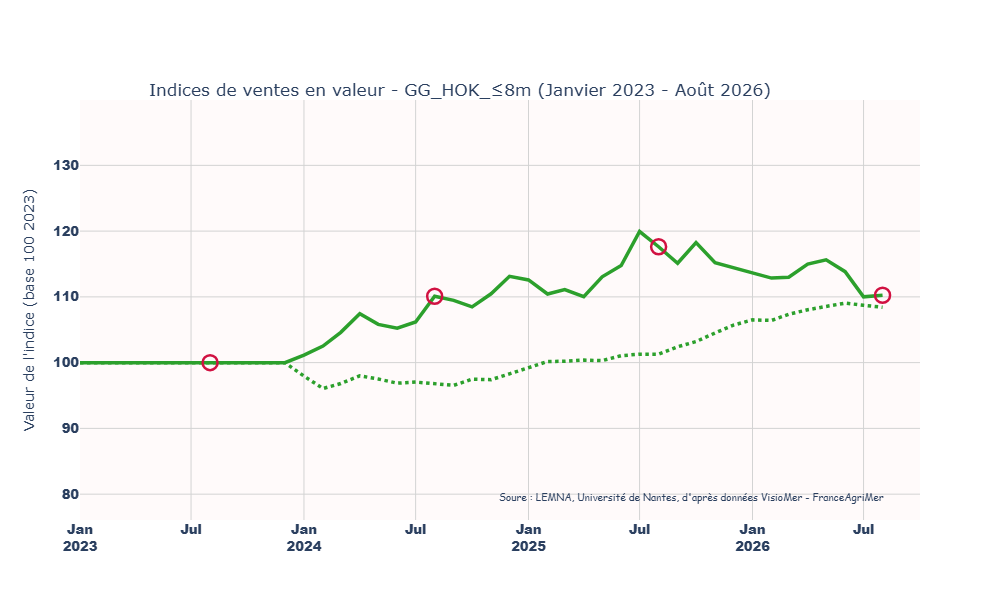 Indices de ventes en valeur - GG_HOK_≤8m (Janvier 2023 - Août 2026)
Valeur de l'indice (base 100 2023)
130
120
110
100
90
80
Soure : LEMNA, Université de Nantes, d'après données VisioMer - FranceAgriMer
Jan Jul Jan Jul Jan Jul Jan Jul
2023 2024 2025 2026